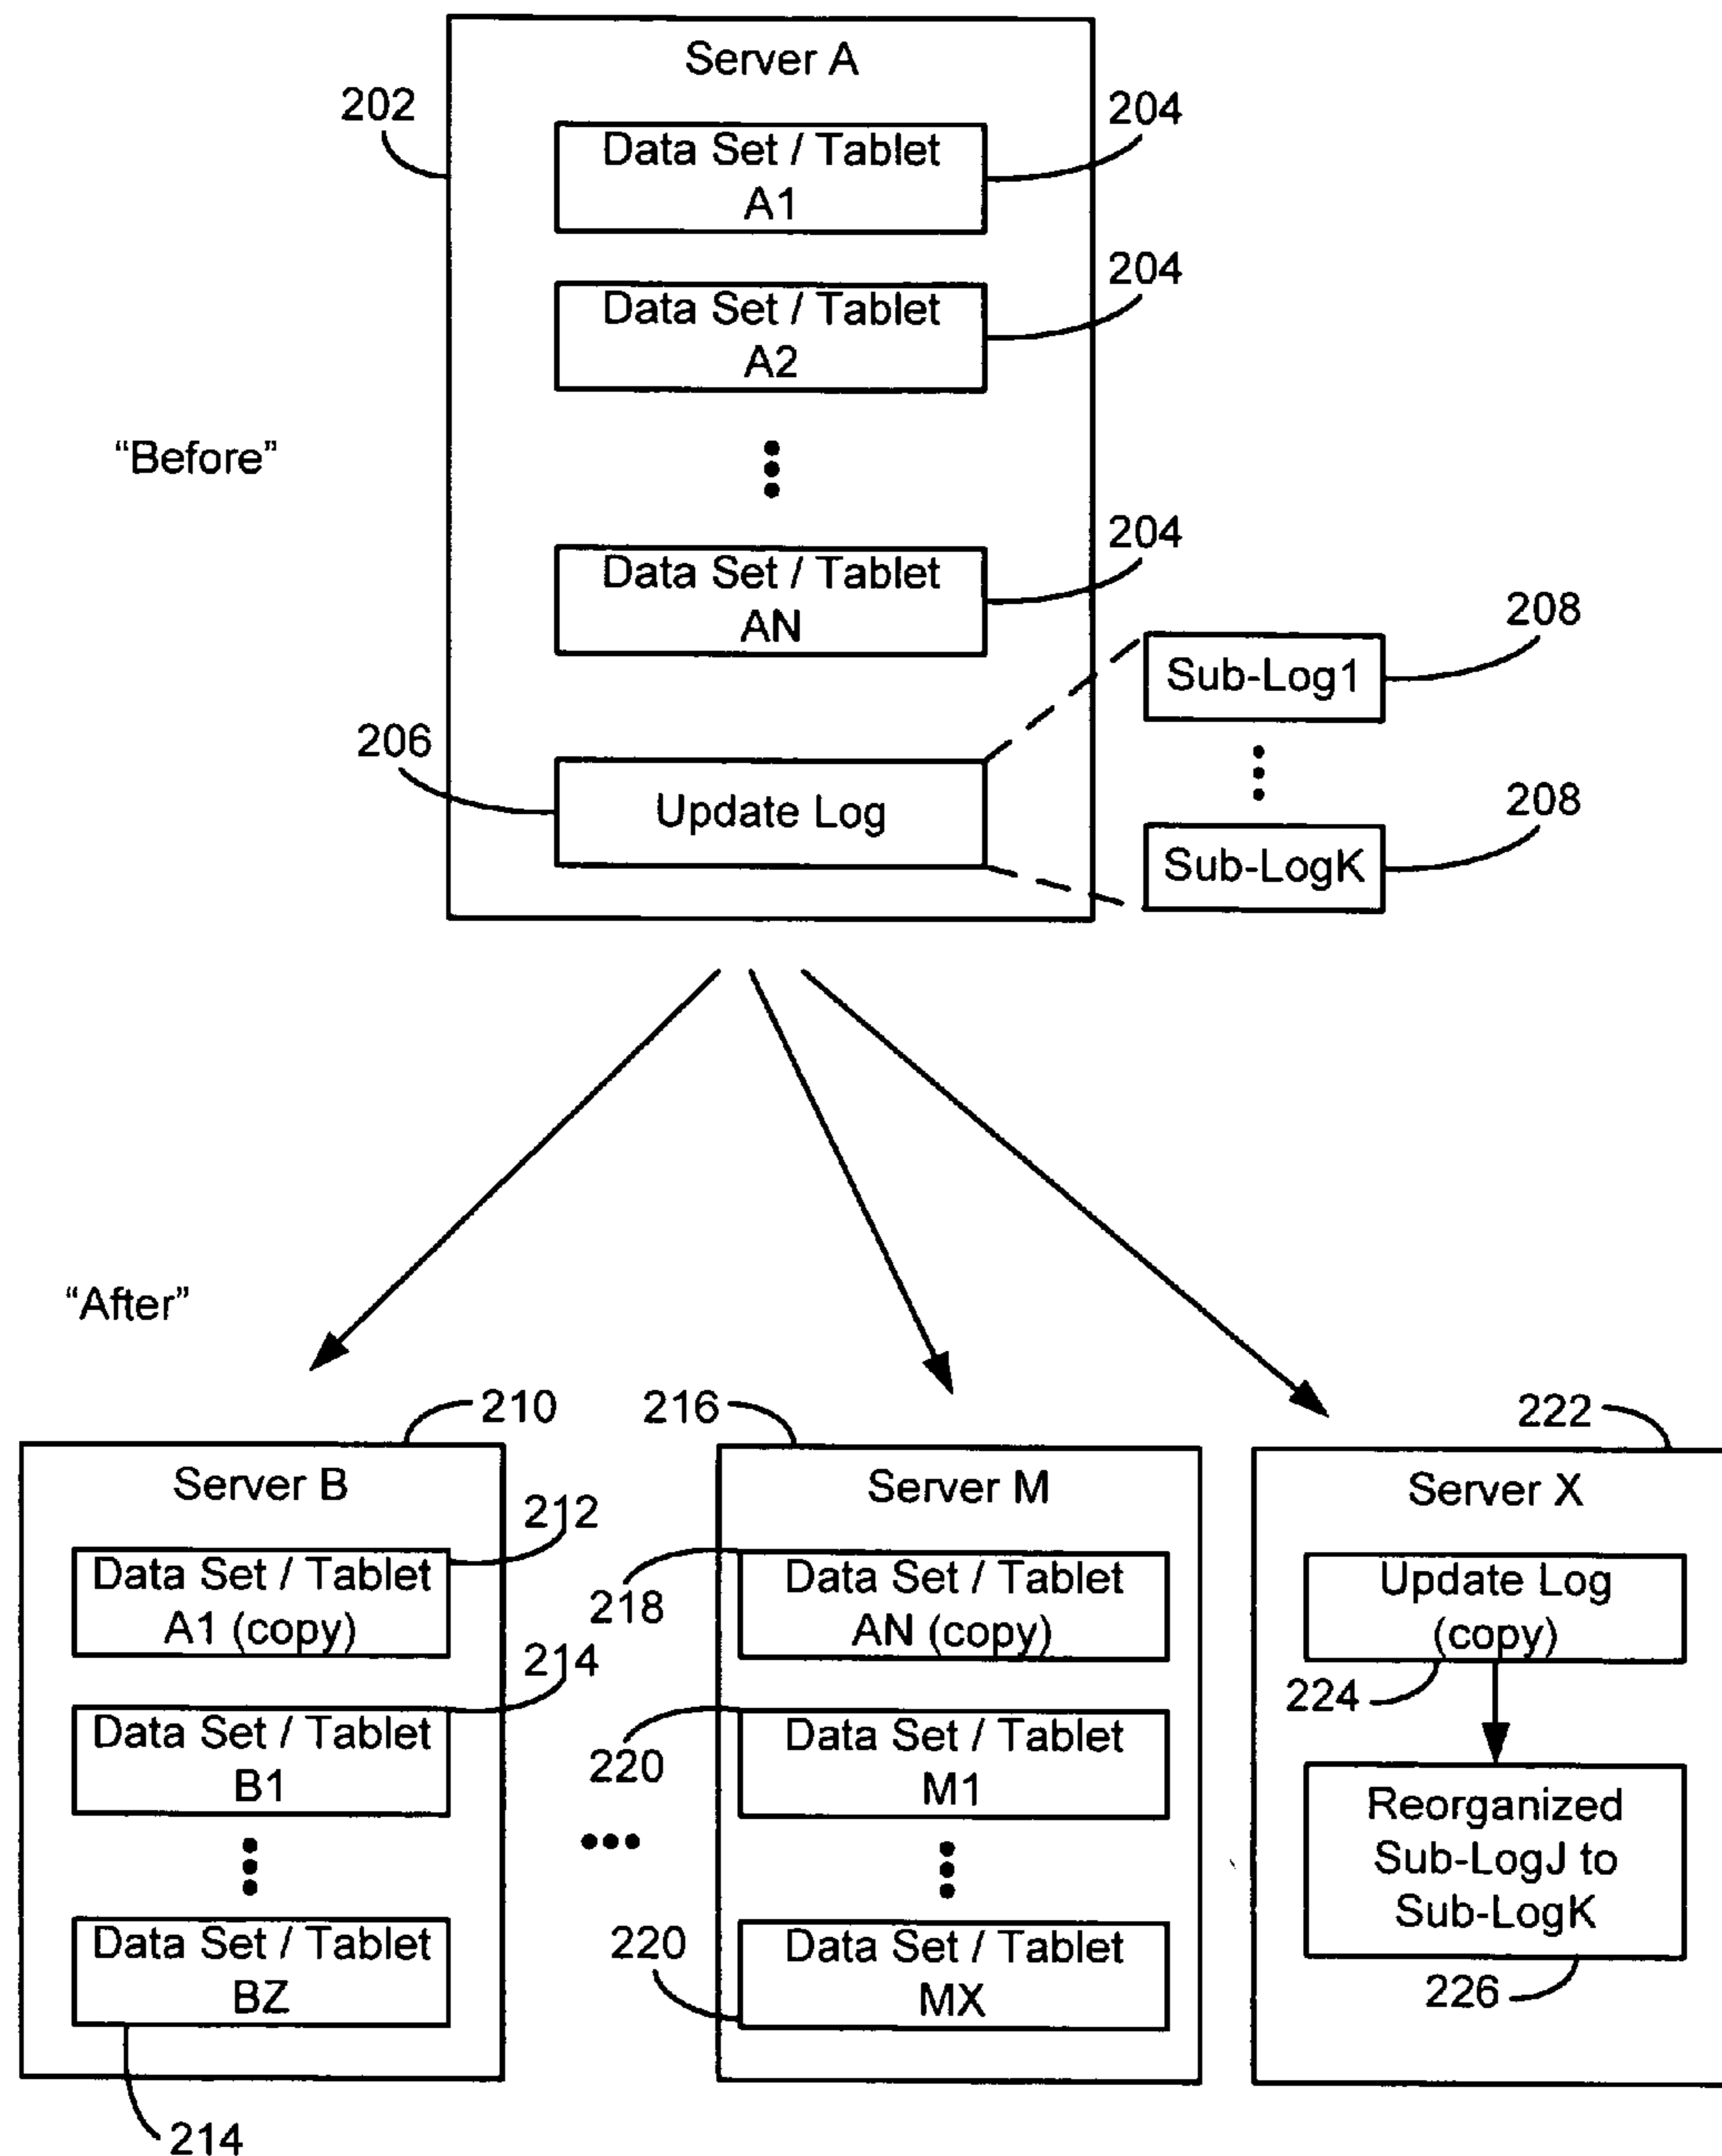 Server A
202
204
Data Set / Tablet
A1
204
Data Set / Tablet
A2
“Before”
204
Data Set / Tablet
AN
208
Sub-Log1
206
Update Log
208
Sub-LogK
“After”
210
216
222
Server B
Server M
Server X
212
Data Set / Tablet
A1 (copy)
218
Data Set / Tablet
AN (copy)
Update Log
(copy)
224
214
Data Set / Tablet
B1
220
Data Set / Tablet
M1
Reorganized
Sub-LogJ to
Sub-LogK
226
Data Set / Tablet
BZ
214
220
Data Set / Tablet
MX